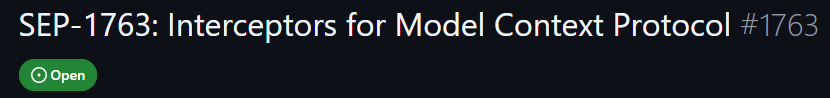 SEP-1763: Interceptors for Model Context Protocol #1763
Open